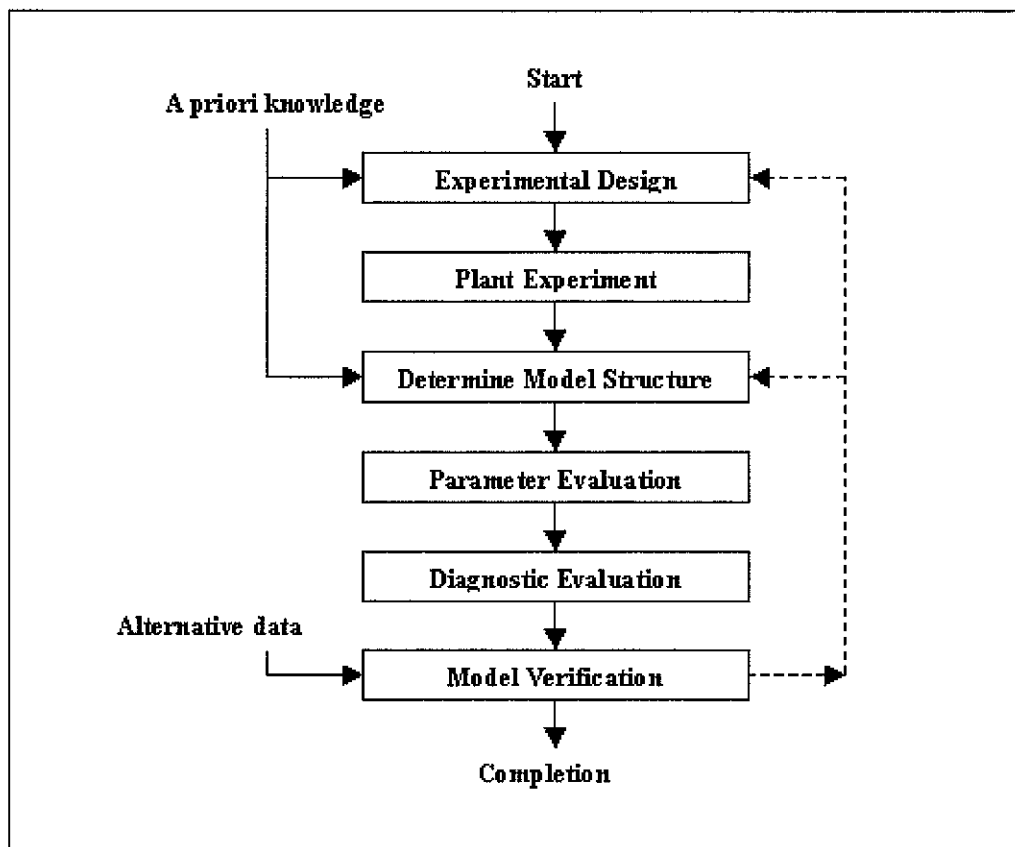 Start
A priori knowledge
Experimental Design
Plant Experiment
Determine Model Structure
Parameter Evaluation
Diagnostic Evaluation
Alternative data
Model Verification
Completion